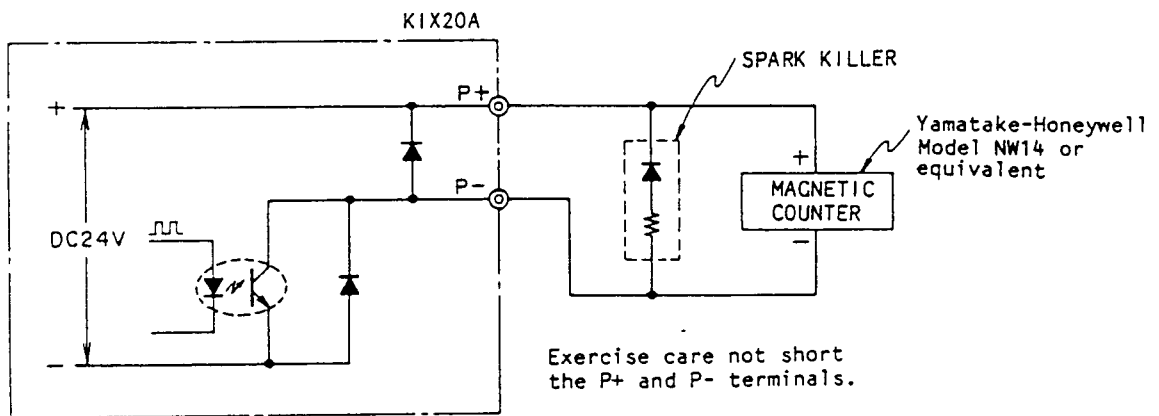 KIX20A
SPARK KILLER
P+
+
Yamatake-Honeywell
Model NW14 or
equivalent
+
P-
MAGNETIC
COUNTER
DC24V
-
-
Exercise care not short
the P+ and P- terminals.